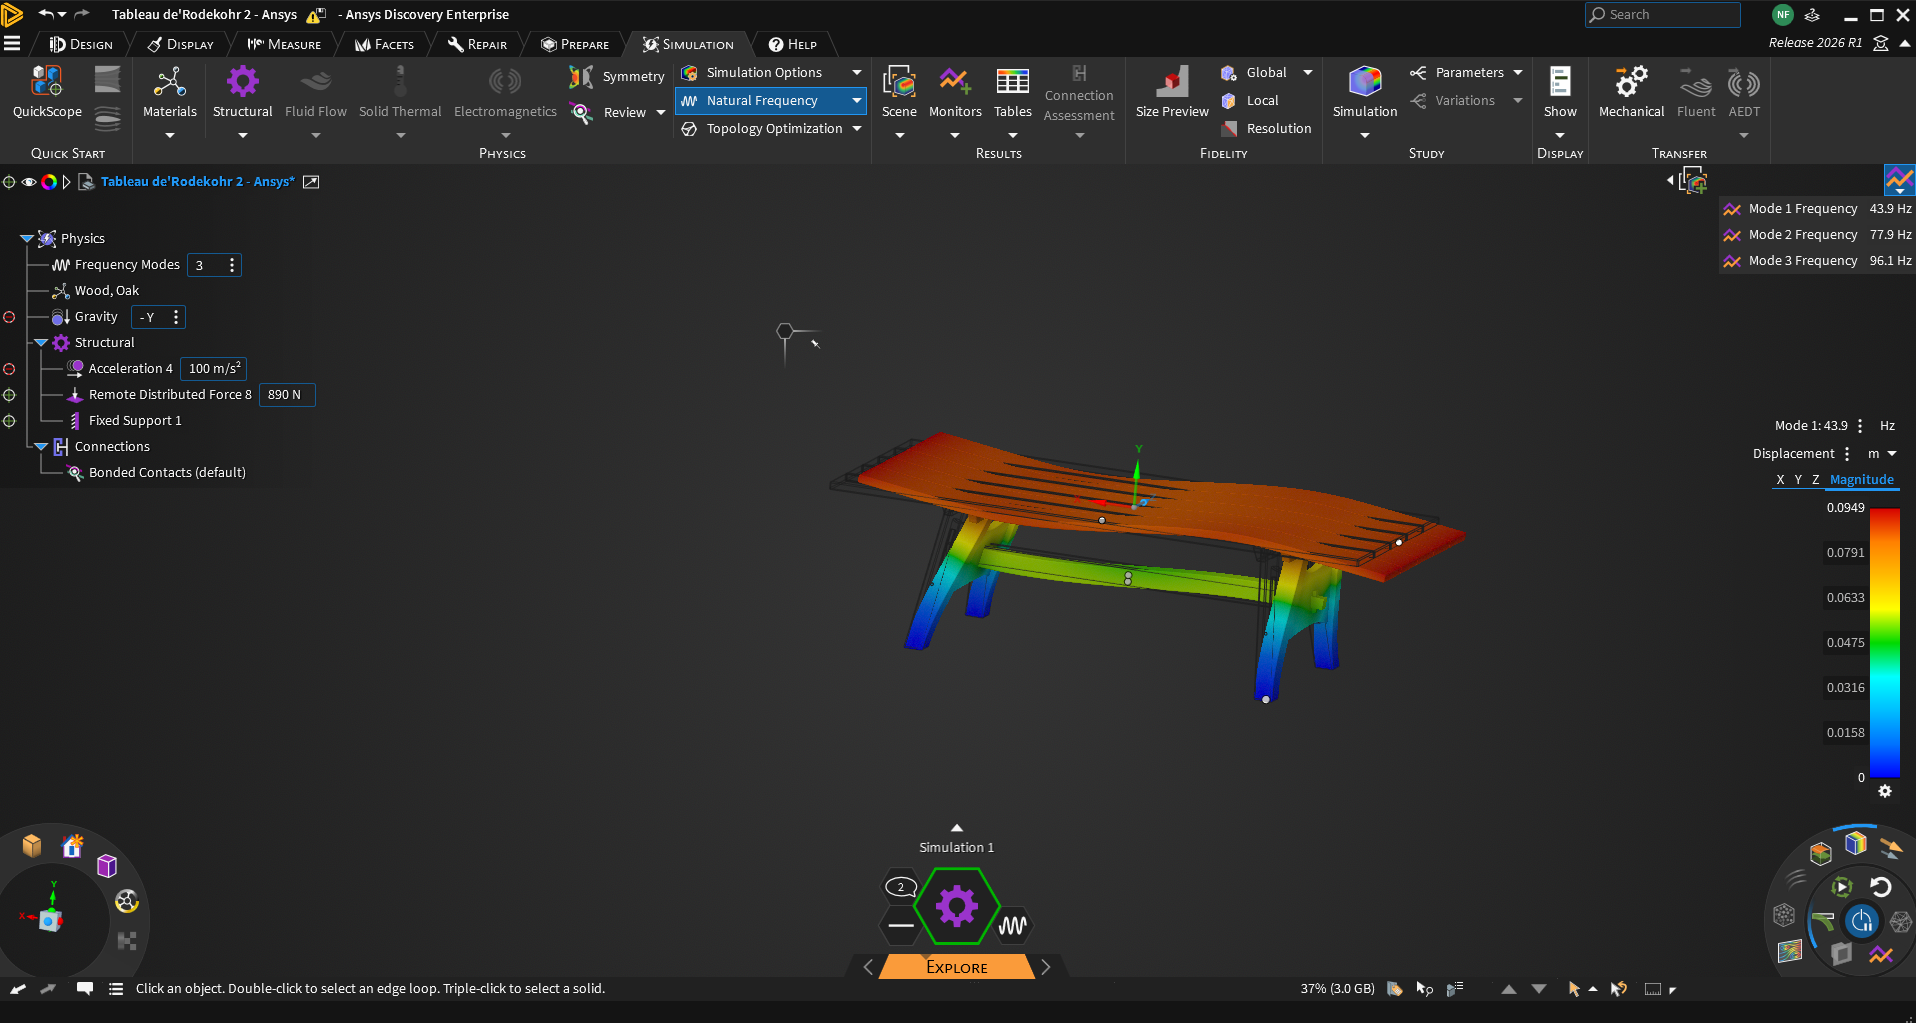 Tableau de'Rodekohr 2 - Ansys - Ansys Discovery Enterprise
Search
NF
Design Display Measure Facets Repair Prepare Simulation Help
Release 2026 R1
QuickScope
Materials
Structural
Fluid Flow
Solid Thermal
Electromagnetics
Symmetry
Review
Simulation Options
Natural Frequency
Topology Optimization
Scene
Monitors
Tables
Connection
Assessment
Size Preview
Global
Local
Resolution
Simulation
Parameters
Variations
Show
Mechanical
Fluent
AEDT
Quick Start
Physics
Results
Fidelity
Study
Display
Transfer
Tableau de'Rodekohr 2 - Ansys*
Mode 1 Frequency 43.9 Hz
Mode 2 Frequency 77.9 Hz
Mode 3 Frequency 96.1 Hz
Physics
Frequency Modes 3
Wood, Oak
Gravity -Y
Structural
Acceleration 4 100 m/s²
Remote Distributed Force 8 890 N
Fixed Support 1
Connections
Bonded Contacts (default)
Y
Mode 1: 43.9 Hz
Displacement m
X Y Z Magnitude
0.0949
0.0791
0.0633
0.0475
0.0316
0.0158
0
Simulation 1
2
Explore
Y
X
Click an object. Double-click to select an edge loop. Triple-click to select a solid.
37% (3.0 GB)